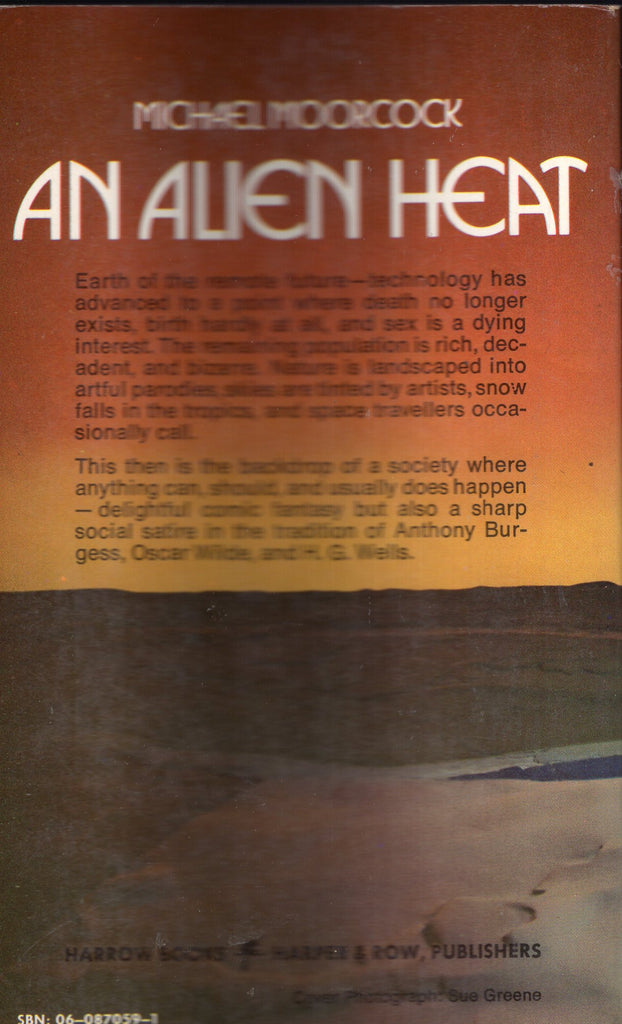 MICHAEL MOORCOCK
AN ALIEN HEAT
Earth of the remote future—technology has
advanced to a point where death no longer
exists, birth hardly at all, and sex is a dying
interest. The remaining population is rich, dec-
adent, and bizarre. Nature is landscaped into
artful parodies, skies are tinted by artists, snow
falls in the tropics, and space travellers occa-
sionally call.
This then is the backdrop of a society where
anything can, should, and usually does happen
— delightful comic fantasy but also a sharp
social satire in the tradition of Anthony Bur-
gess, Oscar Wilde, and H. G. Wells.
HARROW BOOKS HARPER & ROW, PUBLISHERS
Cover Photograph: Sue Greene
SBN: 06-087059-1